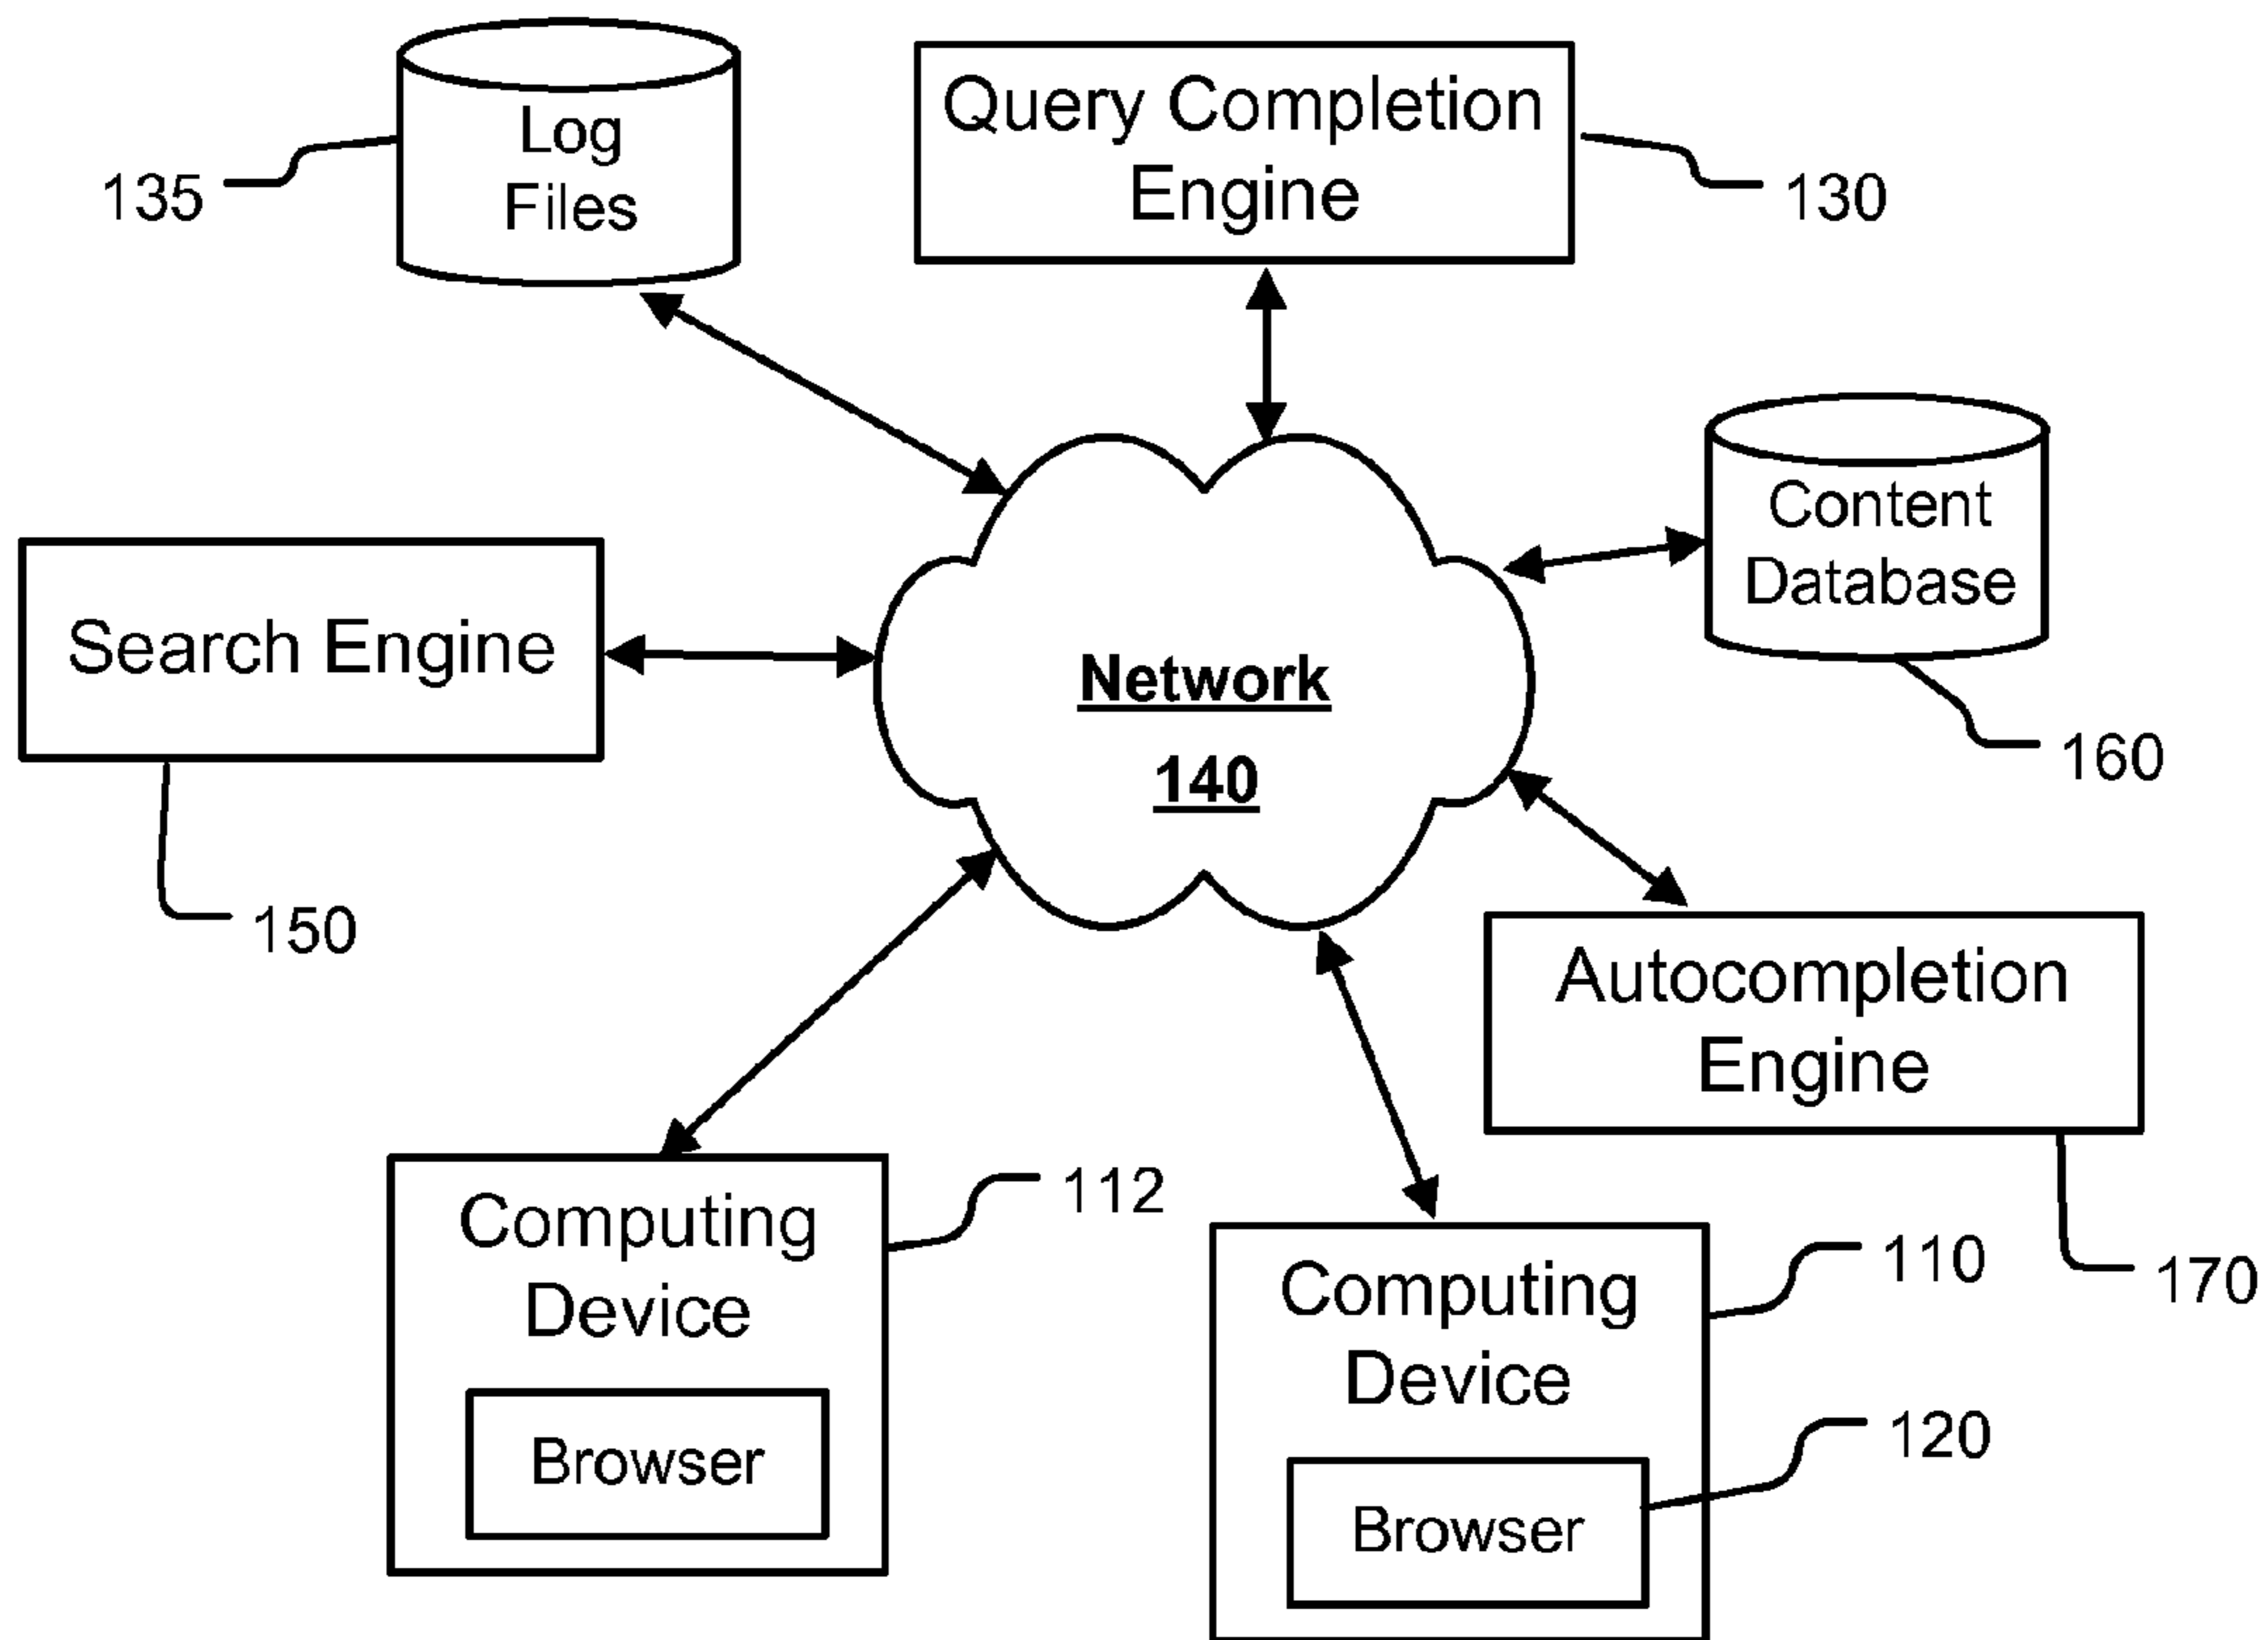 Log
Files
135
Query Completion
Engine
130
Content
Database
160
Search Engine
150
Network
140
Autocompletion
Engine
170
Computing
Device
Browser
112
Computing
Device
Browser
110
120